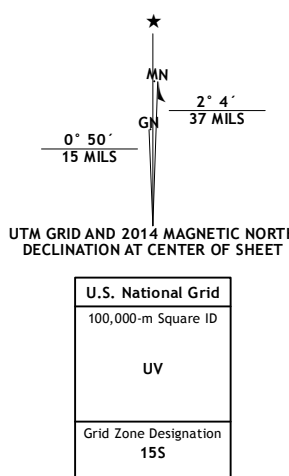 ★
MN
2° 4´
37 MILS
GN
0° 50´
15 MILS
UTM GRID AND 2014 MAGNETIC NORTH
DECLINATION AT CENTER OF SHEET
U.S. National Grid
100,000-m Square ID
UV
Grid Zone Designation
15S